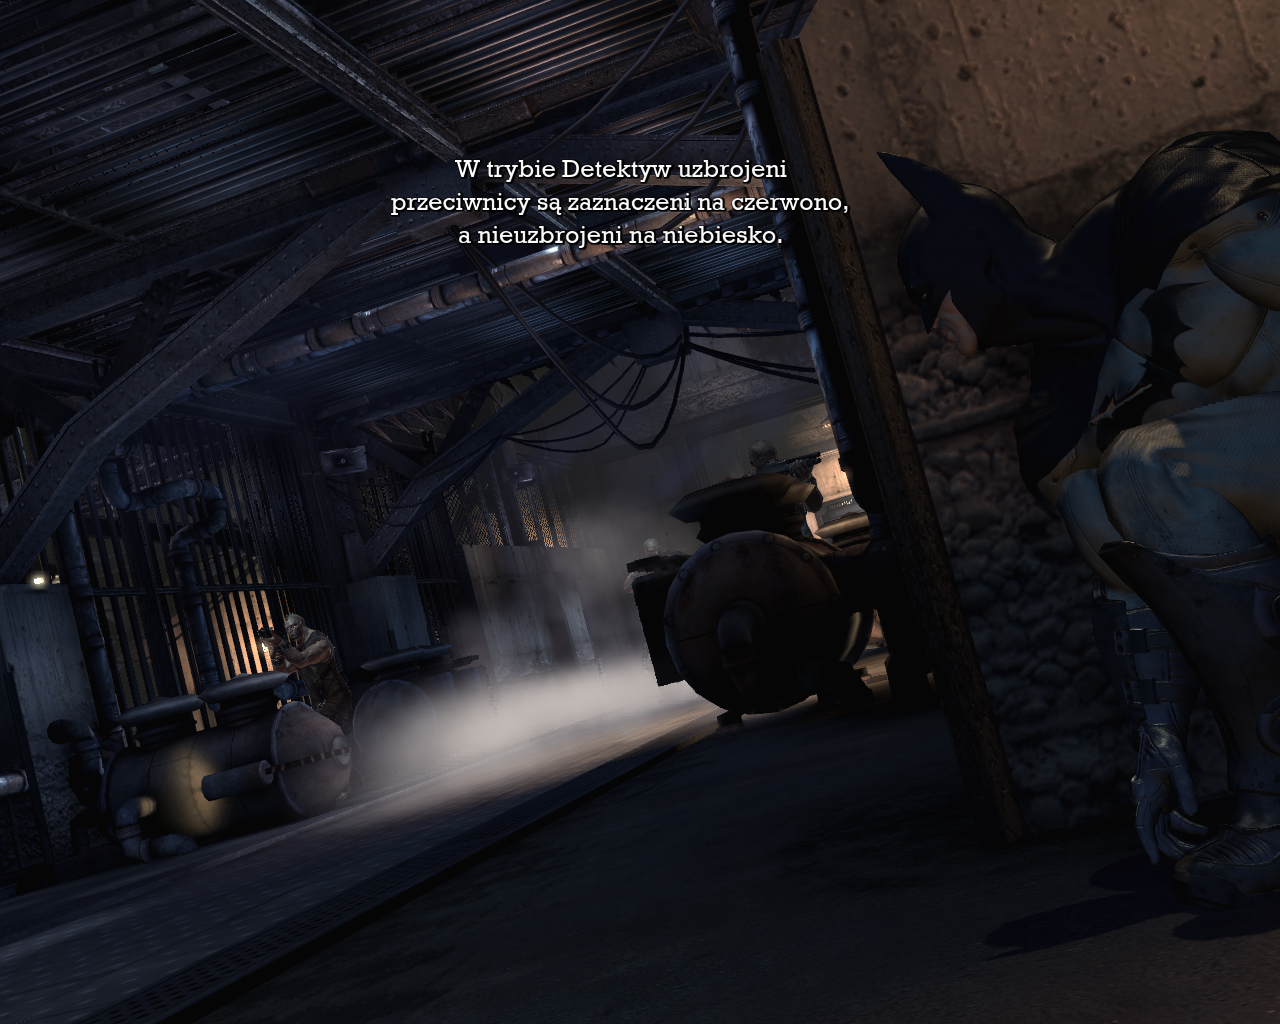 W trybie Detektyw uzbrojeni
przeciwnicy są zaznaczeni na czerwono,
a nieuzbrojeni na niebiesko.